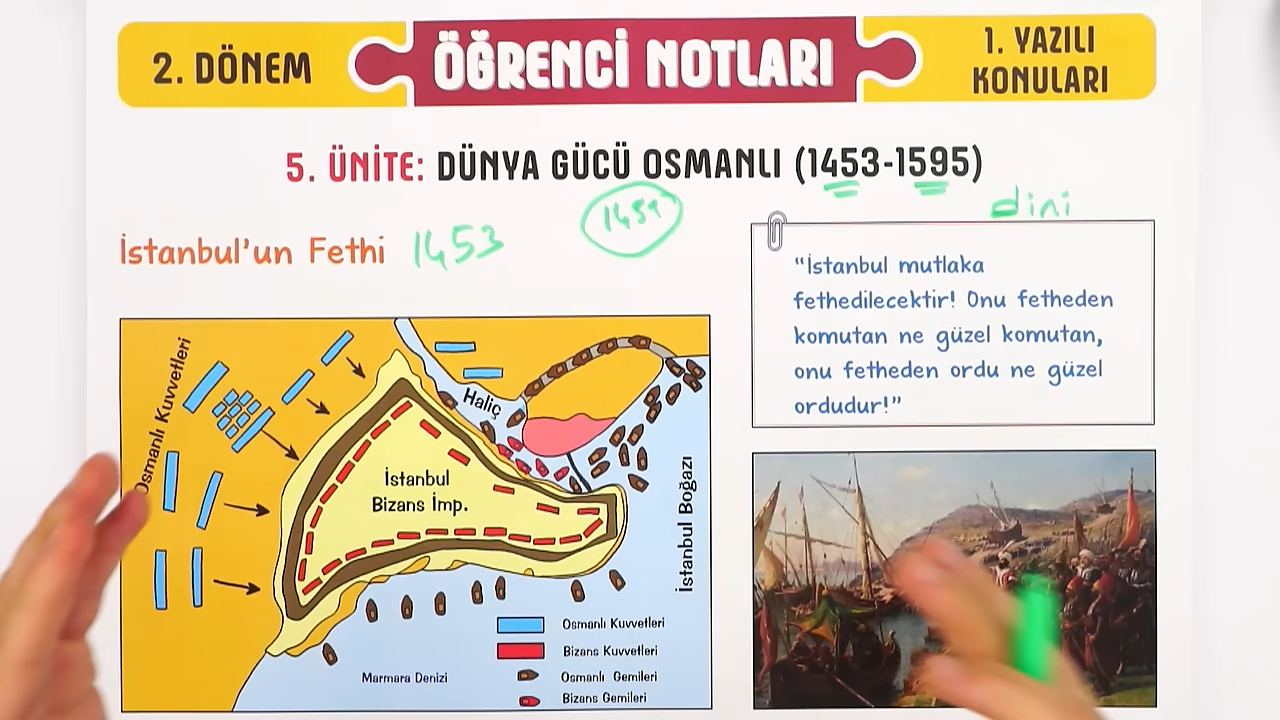 2. DÖNEM
ÖĞRENCİ NOTLARI
1. YAZILI
KONULARI
5. ÜNİTE: DÜNYA GÜCÜ OSMANLI (1453-1595)
İstanbul'un Fethi 1453
dini
"İstanbul mutlaka
fethedilecektir! Onu fetheden
komutan ne güzel komutan,
onu fetheden ordu ne güzel
ordudur!"
Osmanlı Kuvvetleri
Haliç
İstanbul
Bizans İmp.
İstanbul Boğazı
Marmara Denizi
Osmanlı Kuvvetleri
Bizans Kuvvetleri
Osmanlı Gemileri
Bizans Gemileri